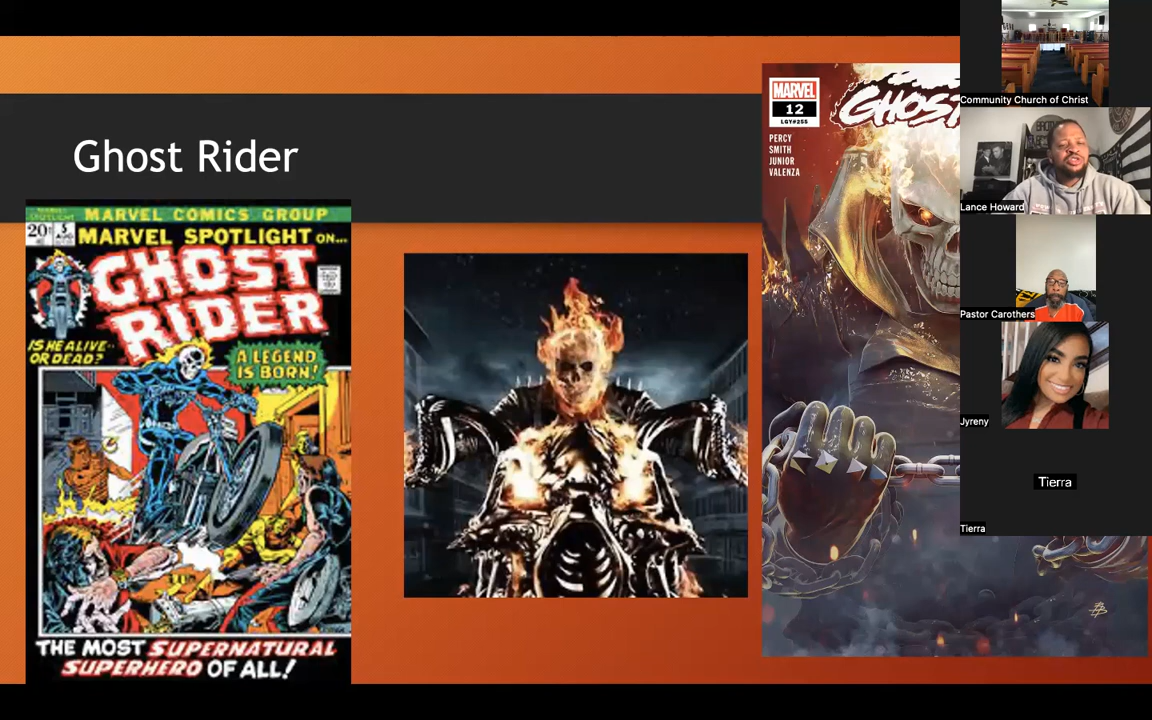 Ghost Rider
MARVEL COMICS GROUP
20¢
5
MARVEL SPOTLIGHT ON...
GHOST
RIDER
IS HE ALIVE
OR DEAD?
A LEGEND
IS BORN!
THE MOST SUPERNATURAL
SUPERHERO OF ALL!
MARVEL
12
LGY#255
PERCY
SMITH
JUNIOR
VALENZA
GHOS
Community Church of Christ
Lance Howard
Pastor Carothers
Jyreny
Tierra
Tierra